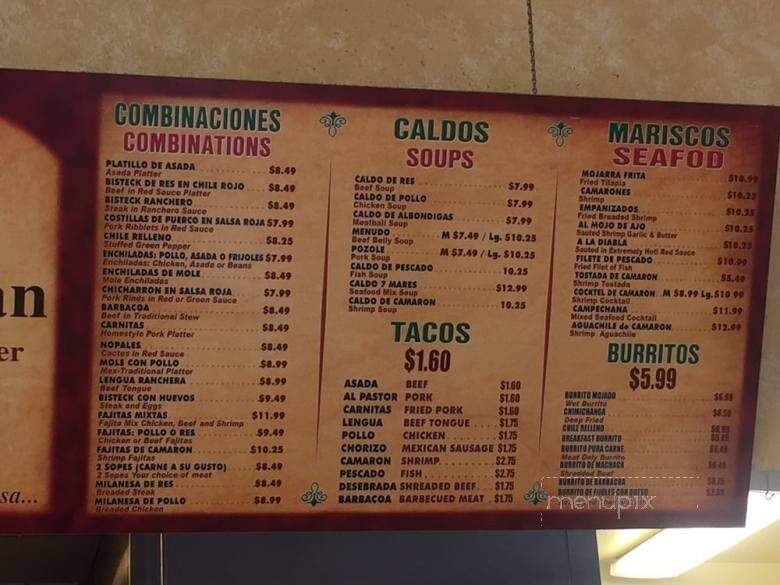 an
er
sa...
COMBINACIONES
COMBINATIONS
PLATILLO DE ASADA $8.49
Asada Platter
BISTECK DE RES EN CHILE ROJO $8.49
Beef in Red Sauce Platter
BISTECK RANCHERO $8.49
Steak in Ranchero Sauce
COSTILLAS DE PUERCO EN SALSA ROJA $7.99
Pork Ribblets in Red Sauce
CHILE RELLENO $8.25
Stuffed Green Pepper
ENCHILADAS: POLLO, ASADA O FRIJOLES $7.99
Enchiladas: Chicken, Asada or Beans
ENCHILADAS DE MOLE $8.49
Mole Enchiladas
CHICHARRON EN SALSA ROJA $7.99
Pork Rinds in Red or Green Sauce
BARBACOA $8.49
Beef in Traditional Stew
CARNITAS $8.49
Homestyle Pork Platter
NOPALES $8.49
Cactus in Red Sauce
MOLE CON POLLO $8.99
Mex-Traditional Platter
LENGUA RANCHERA $8.99
Beef Tongue
BISTECK CON HUEVOS $9.49
Steak and Eggs
FAJITAS MIXTAS $11.99
Fajita Mix Chicken, Beef and Shrimp
FAJITAS: POLLO O RES $9.49
Chicken or Beef Fajitas
FAJITAS DE CAMARON $10.25
Shrimp Fajitas
2 SOPES (CARNE A SU GUSTO) $8.49
2 Sopes Your choice of meat
MILANESA DE RES $8.49
Breaded Steak
MILANESA DE POLLO $8.99
Breaded Chicken
CALDOS
SOUPS
CALDO DE RES $7.99
Beef Soup
CALDO DE POLLO $7.99
Chicken Soup
CALDO DE ALBONDIGAS $7.99
Meatball Soup
MENUDO M $7.49 / Lg. $10.25
Beef Belly Soup
POZOLE M $7.49 / Lg. $10.25
Pork Soup
CALDO DE PESCADO 10.25
Fish Soup
CALDO 7 MARES $12.99
Seafood Mix Soup
CALDO DE CAMARON 10.25
Shrimp Soup
TACOS
$1.60
ASADA BEEF $1.60
AL PASTOR PORK $1.60
CARNITAS FRIED PORK $1.60
LENGUA BEEF TONGUE $1.75
POLLO CHICKEN $1.75
CHORIZO MEXICAN SAUSAGE $1.75
CAMARON SHRIMP $2.75
PESCADO FISH $2.75
DESEBRADA SHREADED BEEF $1.75
BARBACOA BARBECUED MEAT $1.75
MARISCOS
SEAFOD
MOJARRA FRITA $10.99
Fried Tilapia
CAMARONES $10.25
Shrimp
EMPANIZADOS $10.25
Fried Breaded Shrimp
AL MOJO DE AJO $10.25
Sauted Shrimp Garlic & Butter
A LA DIABLA $10.25
Sauted in Extremely Hot! Red Sauce
FILETE DE PESCADO $10.99
Fried Filet of Fish
TOSTADA DE CAMARON $5.49
Shrimp Tostada
COCKTEL DE CAMARON M $8.99 Lg. $10.99
Shrimp Cocktail
CAMPECHANA $11.99
Mixed Seafood Cocktail
AGUACHILE de CAMARON $12.99
Shrimp Aguachile
BURRITOS
$5.99
BURRITO MOJADO $6.99
Wet Burrito
CHIMICHANGA $6.50
Deep Fried
CHILE RELLENO
BREAKFAST BURRITO
BURRITO PURA CARNE
Meat Only Burrito
BURRITO DE MACHACA
Shredded Beef
BURRITO DE BARBACOA
BURRITO DE FIJOLES CON QUESO
menupix